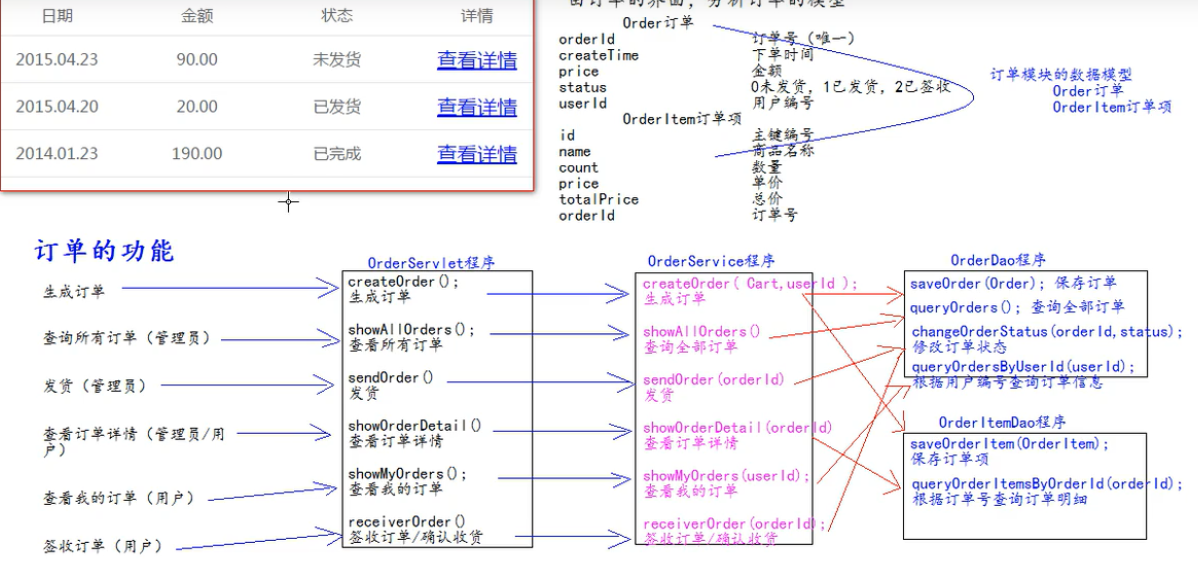 日期 金额 状态 详情
2015.04.23 90.00 未发货 查看详情
2015.04.20 20.00 已发货 查看详情
2014.01.23 190.00 已完成 查看详情
订单的界面, 分析订单的模型
Order订单
orderId 订单号（唯一）
createTime 下单时间
price 金额
status 0未发货, 1已发货, 2已签收
userId 用户编号
OrderItem订单项
id 主键编号
name 商品名称
count 数量
price 单价
totalPrice 总价
orderId 订单号
订单模块的数据模型
Order订单
OrderItem订单项
订单的功能
生成订单
查询所有订单（管理员）
发货（管理员）
查看订单详情（管理员/用
户）
查看我的订单（用户）
签收订单（用户）
OrderServlet程序
createOrder();
生成订单
showAllOrders();
查看所有订单
sendOrder()
发货
showOrderDetail()
查看订单详情
showMyOrders();
查看我的订单
receiverOrder()
签收订单/确认收货
OrderService程序
createOrder( Cart,userId );
生成订单
showAllOrders()
查询全部订单
sendOrder(orderId)
发货
showOrderDetail(orderId)
查看订单详情
showMyOrders(userId);
查看我的订单
receiverOrder(orderId);
签收订单/确认收货
OrderDao程序
saveOrder(Order); 保存订单
queryOrders(); 查询全部订单
changeOrderStatus(orderId,status);
修改订单状态
queryOrdersByUserId(userId);
根据用户编号查询订单信息
OrderItemDao程序
saveOrderItem(OrderItem);
保存订单项
queryOrderItemsByOrderId(orderId);
根据订单号查询订单明细